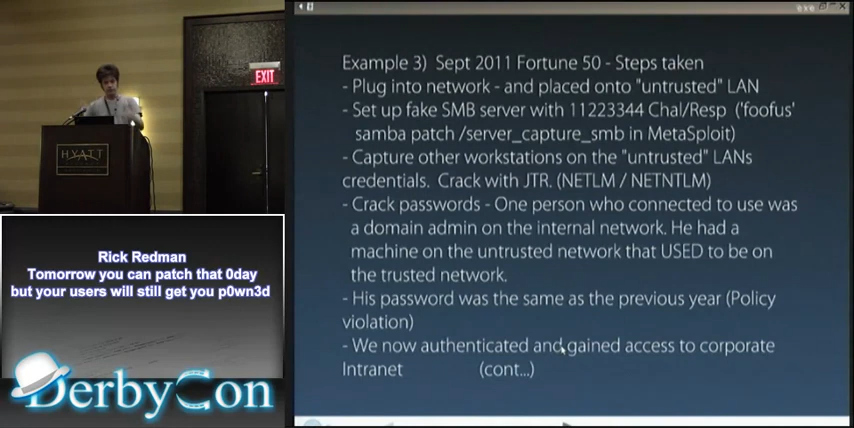 EXIT
HYATT
Rick Redman
Tomorrow you can patch that 0day
but your users will still get you p0wn3d
DerbyCon
Example 3) Sept 2011 Fortune 50 - Steps taken
- Plug into network - and placed onto "untrusted" LAN
- Set up fake SMB server with 11223344 Chal/Resp ('foofus'
samba patch /server_capture_smb in MetaSploit)
- Capture other workstations on the "untrusted" LANs
credentials. Crack with JTR. (NETLM / NETNTLM)
- Crack passwords - One person who connected to use was
a domain admin on the internal network. He had a
machine on the untrusted network that USED to be on
the trusted network.
- His password was the same as the previous year (Policy
violation)
- We now authenticated and gained access to corporate
Intranet (cont...)